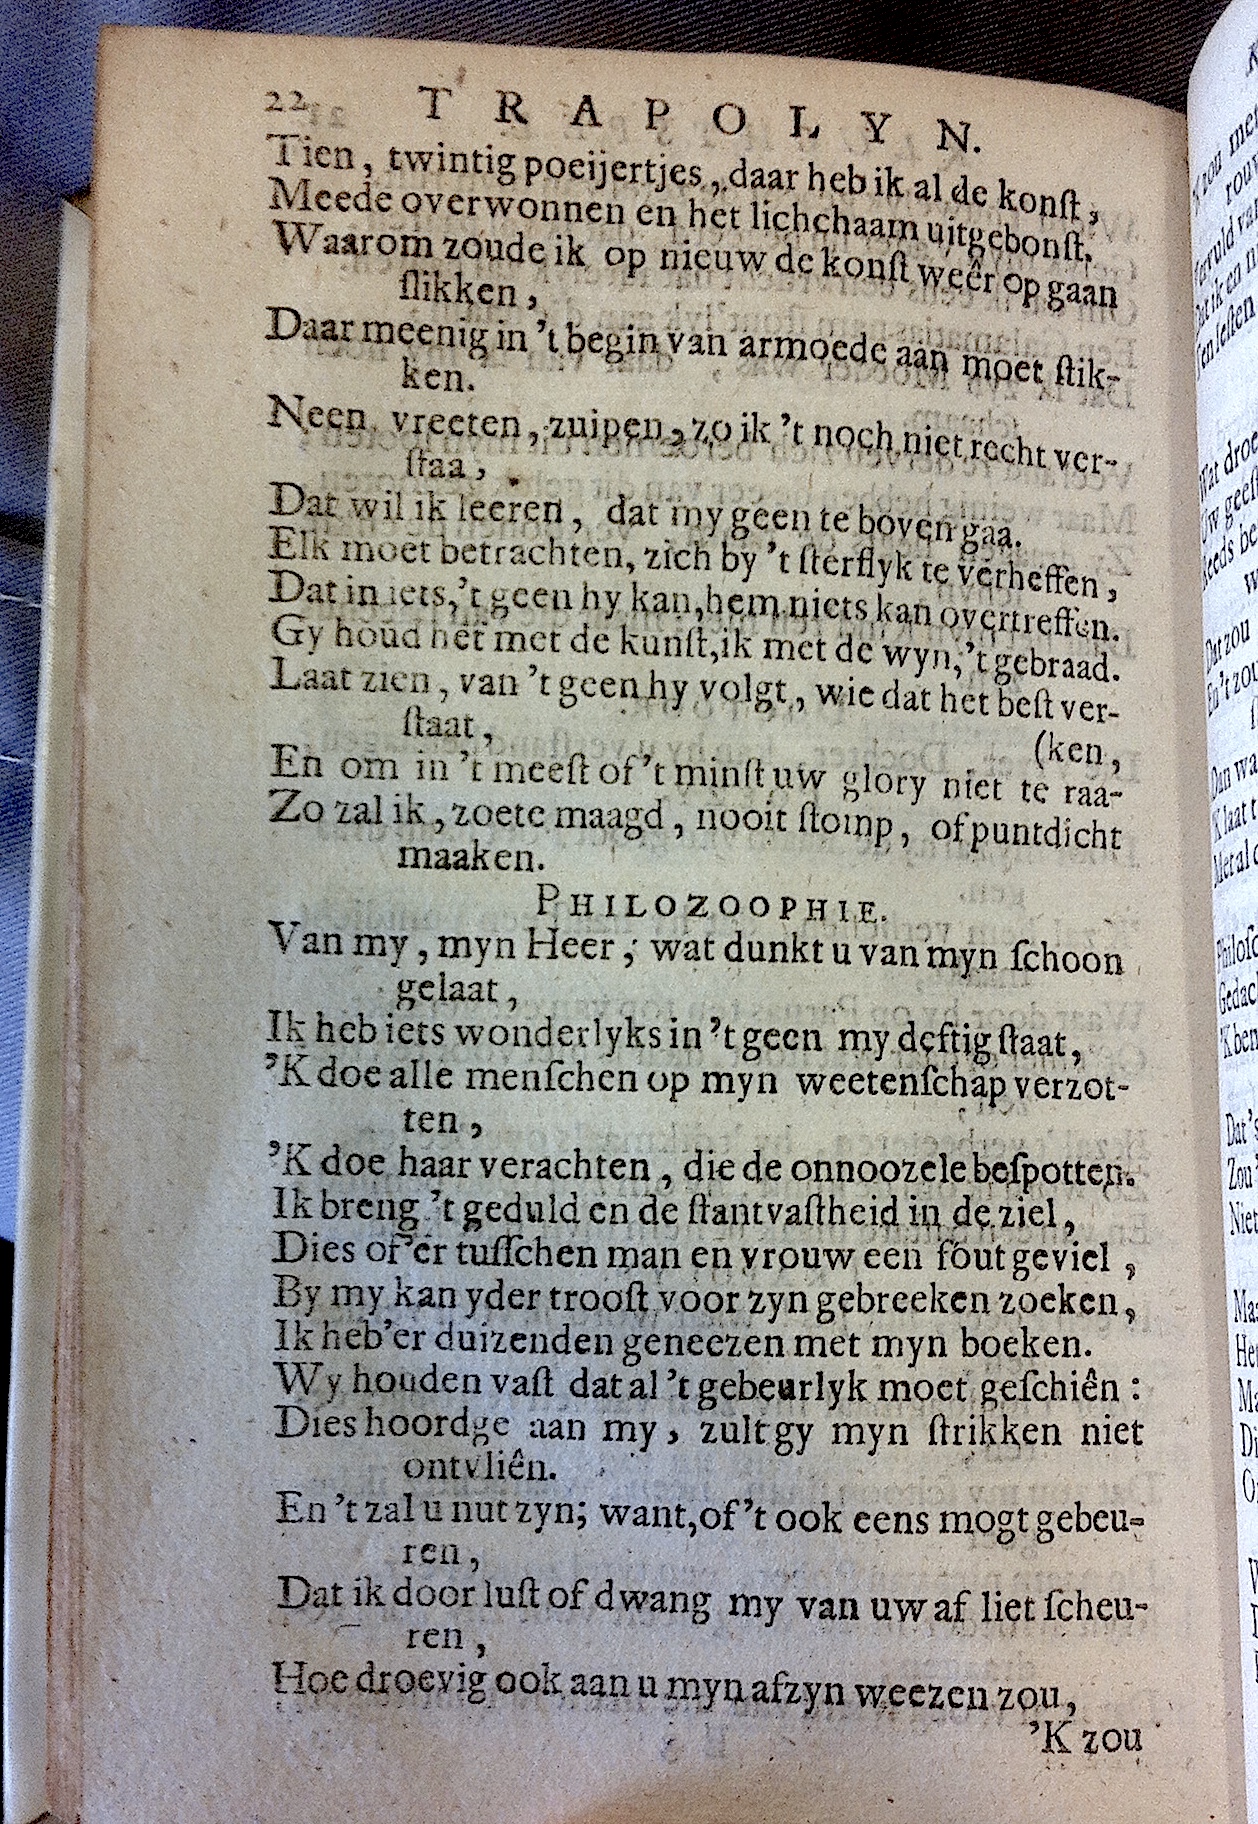 22 TRAPOLYN.
Tien, twintig poeijertjes, daar heb ik al de konſt,
Meede overwonnen en het lichchaam uitgebonſt.
Waarom zoude ik op nieuw de konſt weêr op gaan
ſlikken,
Daar meenig in 't begin van armoede aan moet ſtik-
ken.
Neen vreeten, zuipen, zo ik 't noch niet recht ver-
ſtaa,
Dat wil ik leeren, dat my geen te boven gaa.
Elk moet betrachten, zich by 't ſterflyk te verheffen,
Dat in iets, 't geen hy kan, hem niets kan overtreffen.
Gy houd het met de kunſt, ik met de wyn, 't gebraad.
Laat zien, van 't geen hy volgt, wie dat het beſt ver-
ſtaat,
(ken,
En om in 't meeſt of 't minſt uw glory niet te raa-
Zo zal ik, zoete maagd, nooit ſtomp, of puntdicht
maaken.
PHILOZOOPHIE.
Van my, myn Heer, wat dunkt u van myn ſchoon
gelaat,
Ik heb iets wonderlyks in 't geen my deftig ſtaat,
'K doe alle menſchen op myn weetenſchap verzot-
ten,
'K doe haar verachten, die de onnoozele beſpotten.
Ik breng 't geduld en de ſtantvaſtheid in de ziel,
Dies of 'er tuſſchen man en vrouw een fout geviel,
By my kan yder trooſt voor zyn gebreeken zoeken,
Ik heb 'er duizenden geneezen met myn boeken.
Wy houden vaſt dat al 't gebeurlyk moet geſchiên:
Dies hoordge aan my, zult gy myn ſtrikken niet
ontvliên.
En 't zal u nut zyn; want, of 't ook eens mogt gebeu-
ren,
Dat ik door luſt of dwang my van uw af liet ſcheu-
ren,
Hoe droevig ook aan u myn afzyn weezen zou,
'K zou